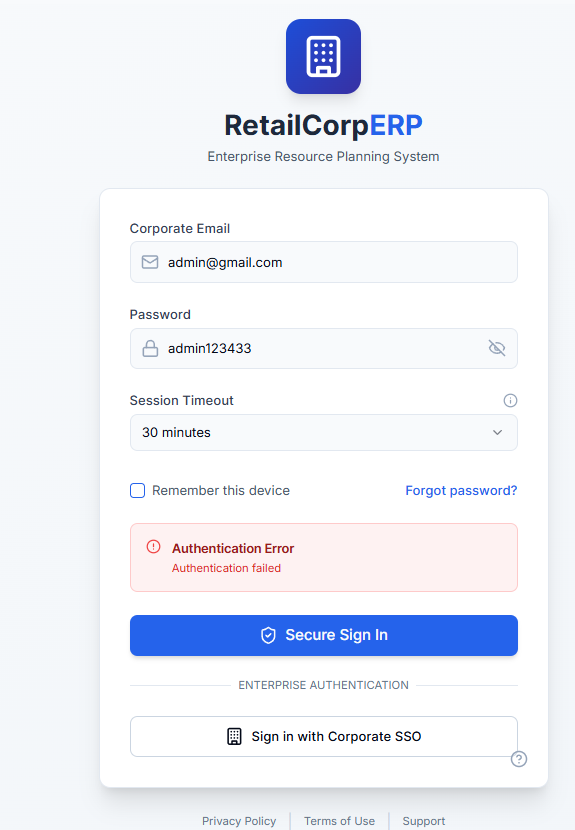 RetailCorpERP
Enterprise Resource Planning System
Corporate Email
admin@gmail.com
Password
admin123433
Session Timeout
30 minutes
Remember this device
Forgot password?
Authentication Error
Authentication failed
Secure Sign In
ENTERPRISE AUTHENTICATION
Sign in with Corporate SSO
Privacy Policy
Terms of Use
Support